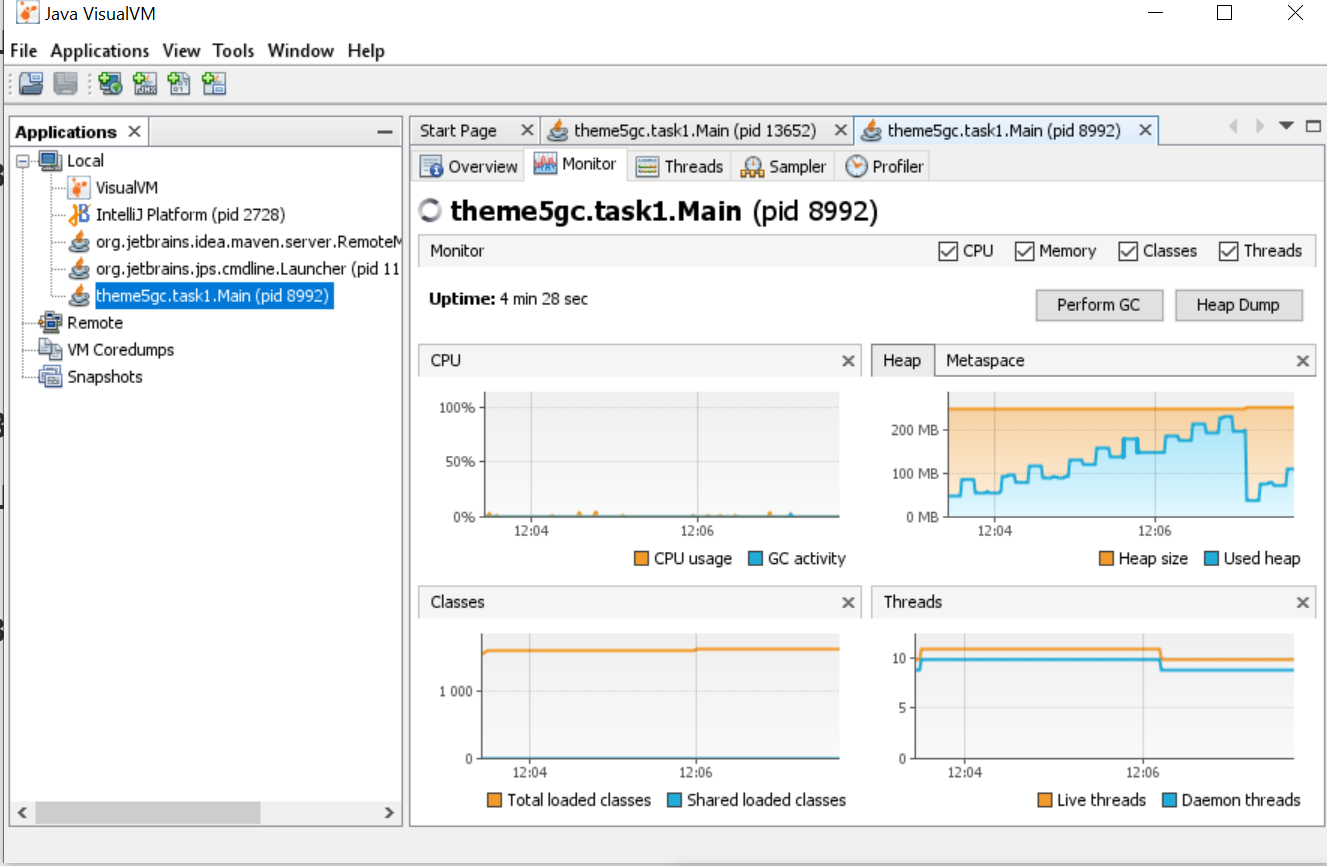 Java VisualVM
File Applications View Tools Window Help
Applications
Local
VisualVM
IntelliJ Platform (pid 2728)
org.jetbrains.idea.maven.server.RemoteM
org.jetbrains.jps.cmdline.Launcher (pid 11
theme5gc.task1.Main (pid 8992)
Remote
VM Coredumps
Snapshots
Start Page theme5gc.task1.Main (pid 13652) theme5gc.task1.Main (pid 8992)
Overview Monitor Threads Sampler Profiler
theme5gc.task1.Main (pid 8992)
Monitor CPU Memory Classes Threads
Uptime: 4 min 28 sec
Perform GC Heap Dump
CPU
100%
50%
0%
12:04 12:06
CPU usage GC activity
Heap Metaspace
200 MB
100 MB
0 MB
12:04 12:06
Heap size Used heap
Classes
1 000
0
12:04 12:06
Total loaded classes Shared loaded classes
Threads
10
5
0
12:04 12:06
Live threads Daemon threads